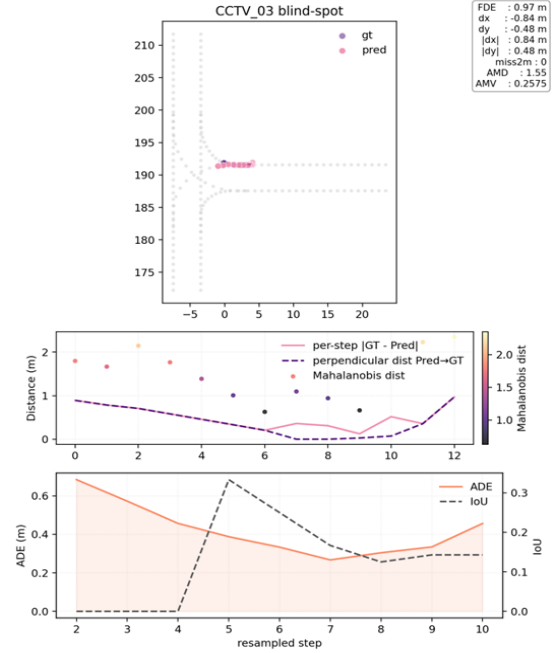 CCTV_03 blind-spot
FDE : 0.97 m
dx : -0.84 m
dy : -0.48 m
|dx| : 0.84 m
|dy| : 0.48 m
miss2m : 0
AMD : 1.55
AMV : 0.2575
gt
pred
210
205
200
195
190
185
180
175
−5 0 5 10 15 20
per-step |GT - Pred|
perpendicular dist Pred→GT
Mahalanobis dist
Distance (m)
2
1
0
0 2 4 6 8 10 12
2.0
1.5
1.0
Mahalanobis dist
ADE
IoU
ADE (m)
0.6
0.4
0.2
0.0
0.3
0.2
0.1
0.0
IoU
2 3 4 5 6 7 8 9 10
resampled step